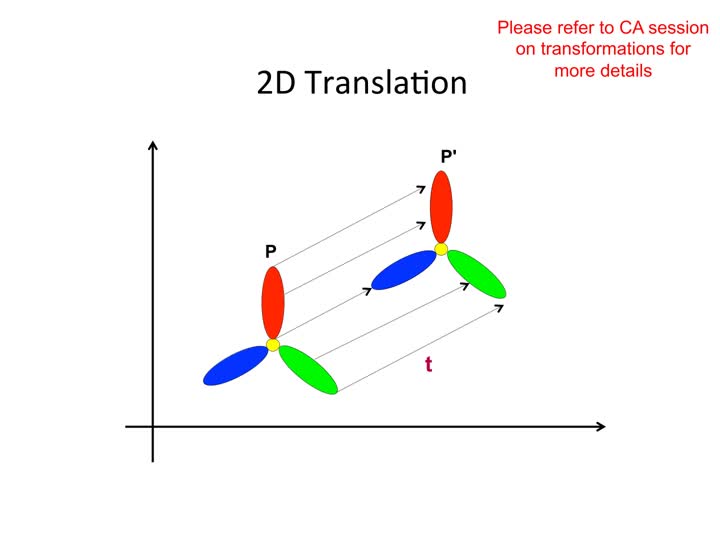 Please refer to CA session
on transformations for
more details
2D Translation
P'
P
t